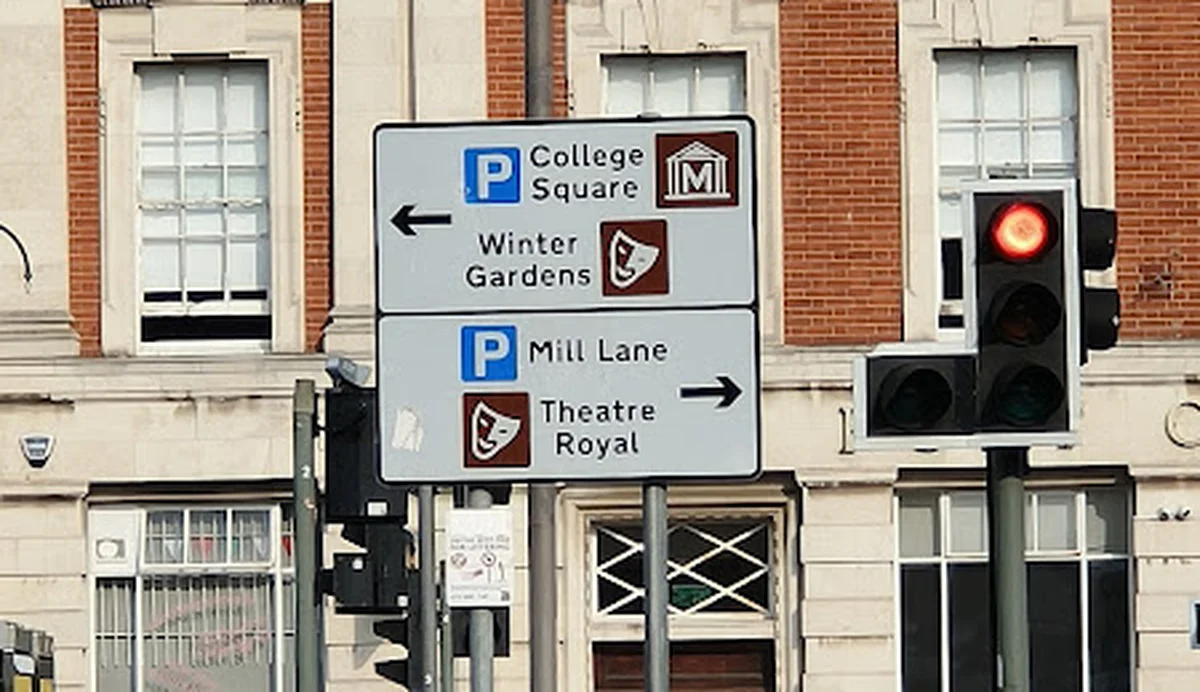 P College
Square M
Winter
Gardens
P Mill Lane
Theatre
Royal